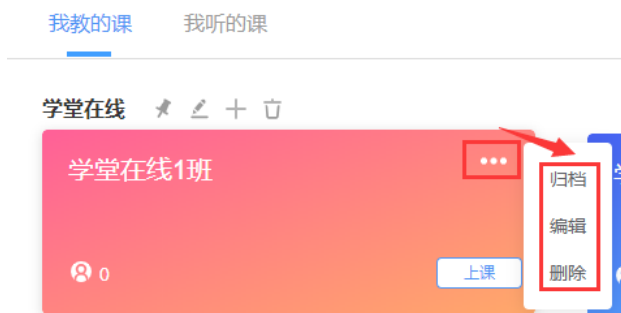 我教的课 我听的课
学堂在线
学堂在线1班
归档
编辑
0 上课 删除